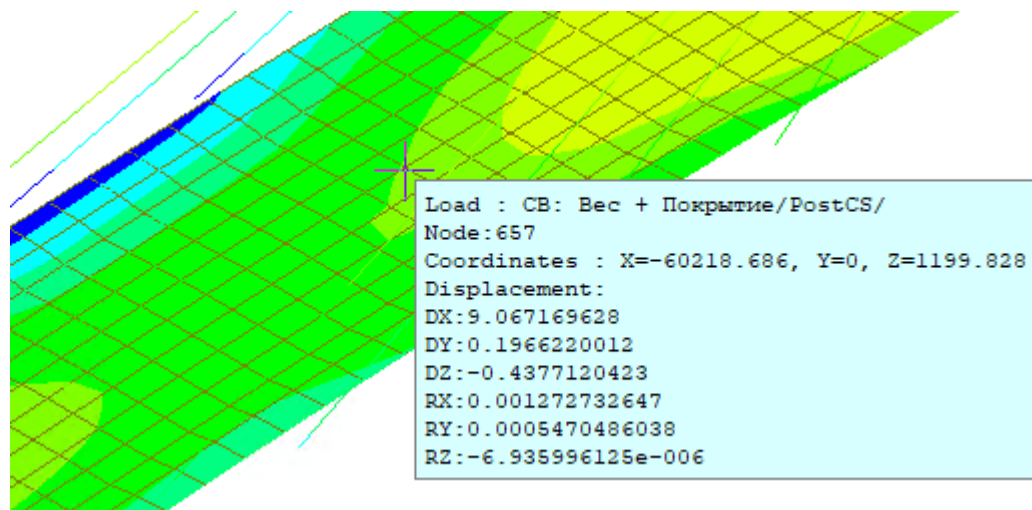 Load : CB: Вес + Покрытие/PostCS/
Node:657
Coordinates : X=-60218.686, Y=0, Z=1199.828
Displacement:
DX:9.067169628
DY:0.1966220012
DZ:-0.4377120423
RX:0.001272732647
RY:0.0005470486038
RZ:-6.935996125e-006